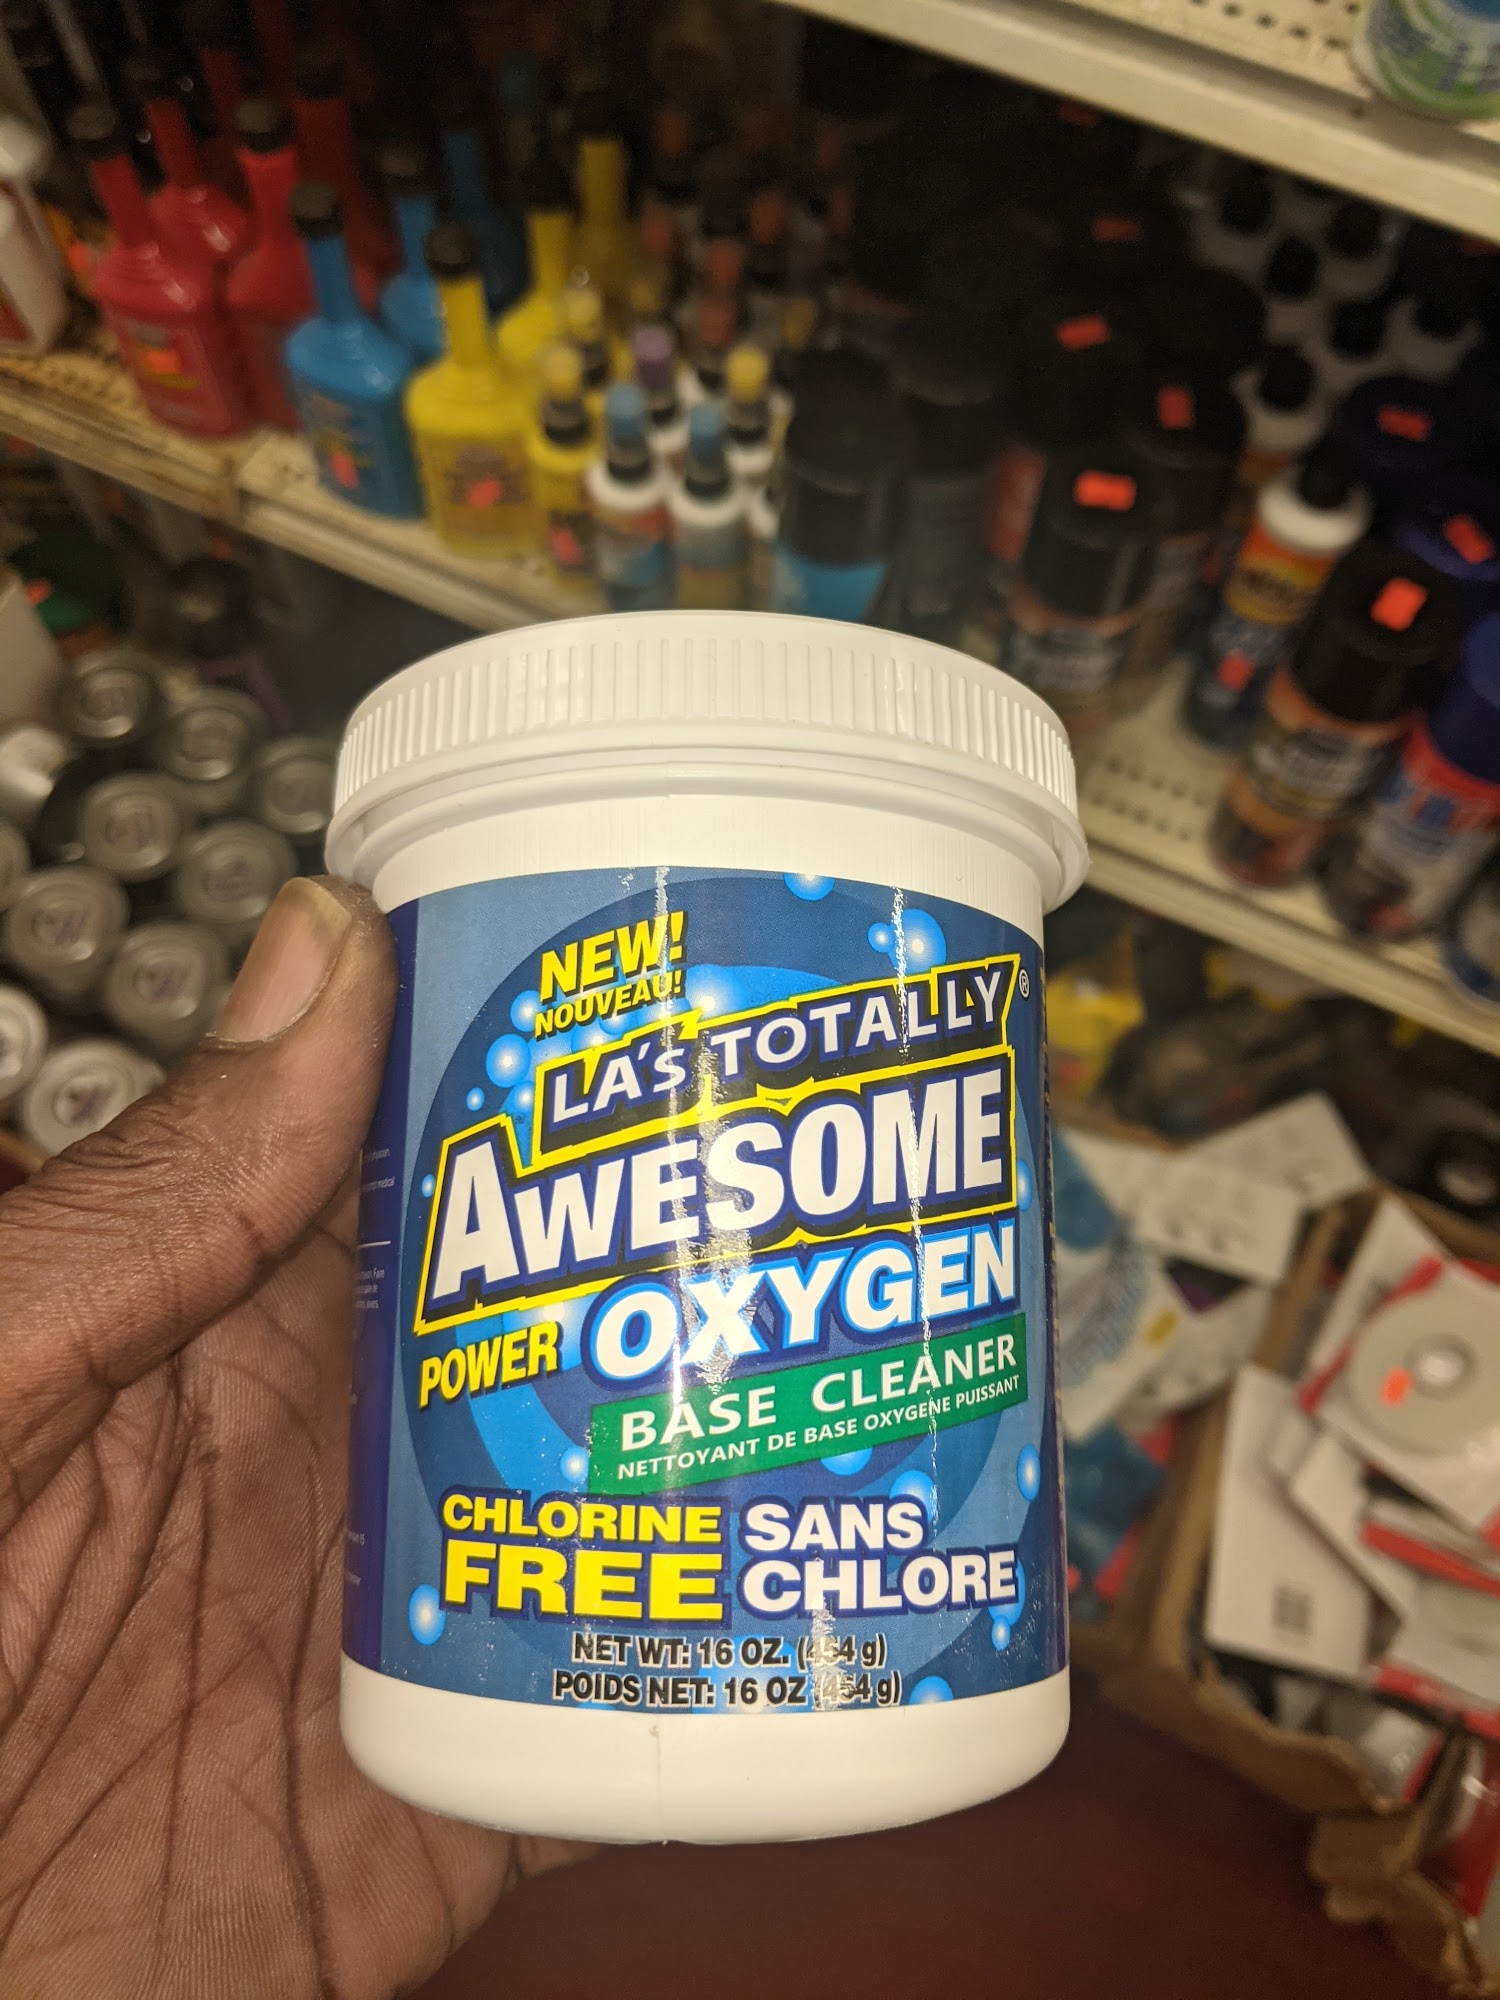 NEW!
NOUVEAU!
LA'S TOTALLY®
AWESOME
POWER OXYGEN
BASE CLEANER
NETTOYANT DE BASE OXYGENE PUISSANT
CHLORINE SANS
FREE CHLORE
NET WT: 16 OZ. (454 g)
POIDS NET: 16 OZ (454 g)